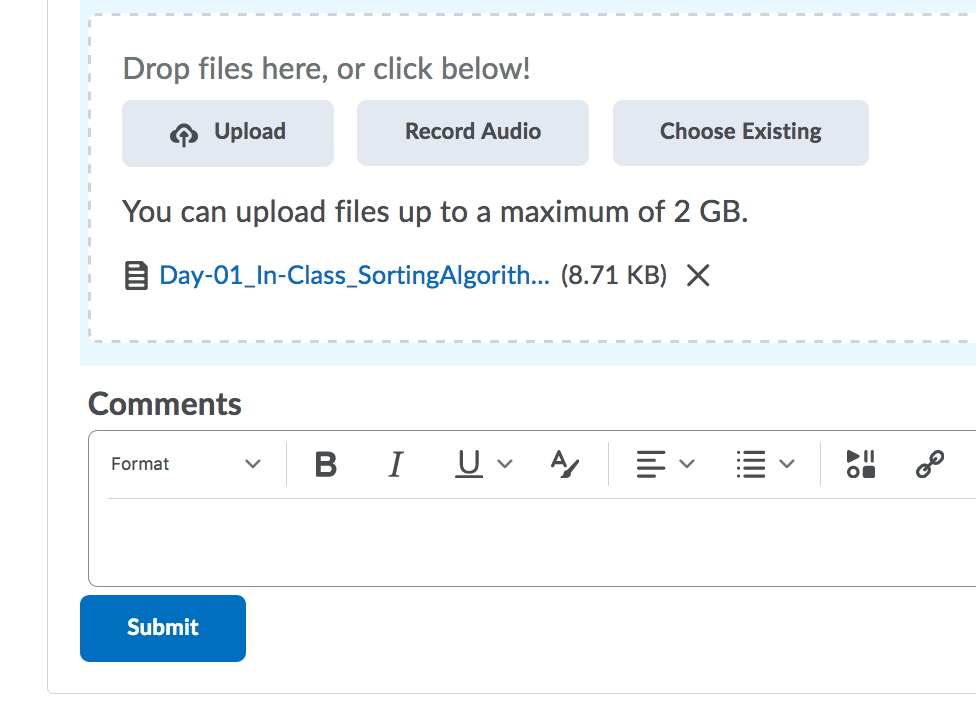 Drop files here, or click below!
Upload Record Audio Choose Existing
You can upload files up to a maximum of 2 GB.
Day-01_In-Class_SortingAlgorith... (8.71 KB)
Comments
Format B I U A
Submit